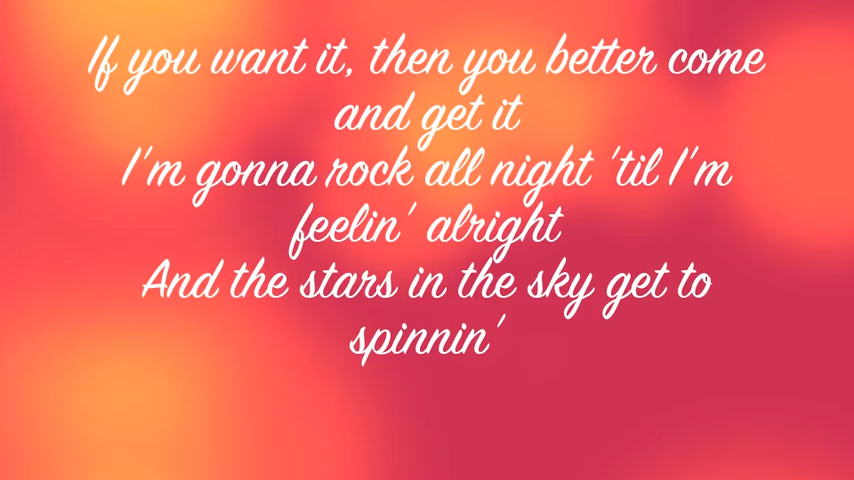 If you want it, then you better come
and get it
I'm gonna rock all night 'til I'm
feelin' alright
And the stars in the sky get to
spinnin'